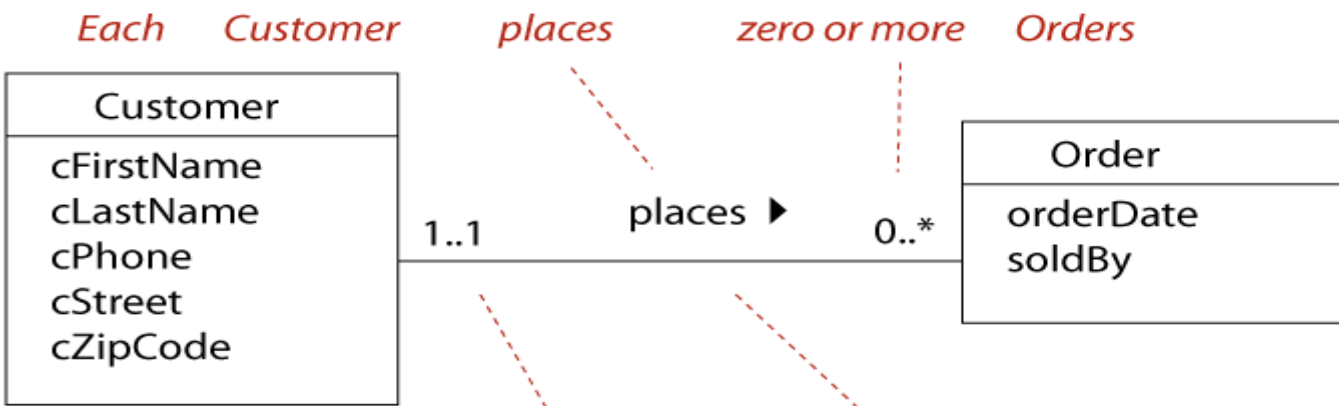 Each Customer places zero or more Orders
Customer
cFirstName
cLastName
cPhone
cStreet
cZipCode
1..1
places ▶
0..*
Order
orderDate
soldBy